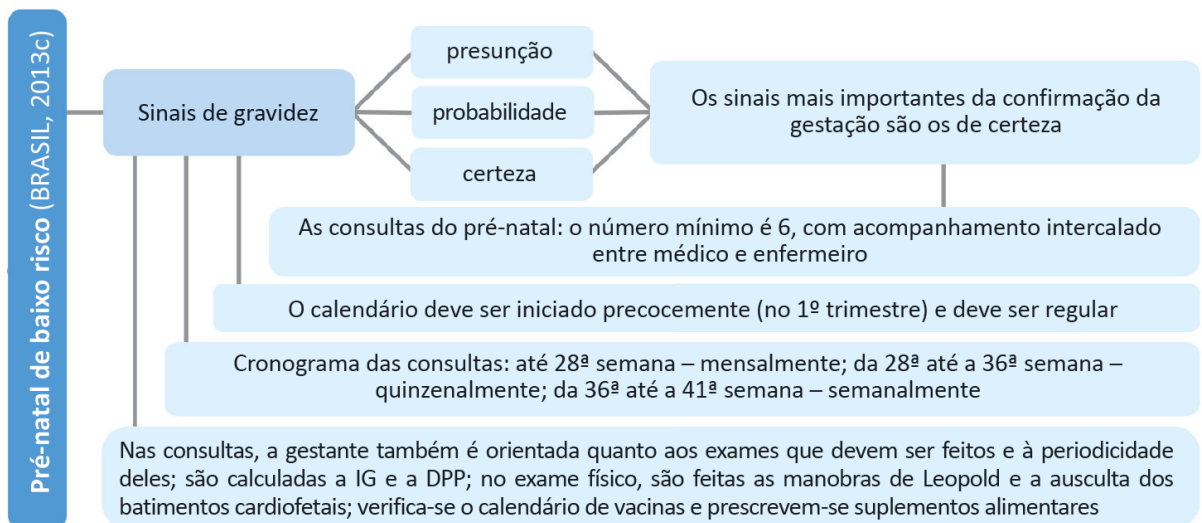 Pré-natal de baixo risco (BRASIL, 2013c)
Sinais de gravidez
presunção
probabilidade
certeza
Os sinais mais importantes da confirmação da
gestação são os de certeza
As consultas do pré-natal: o número mínimo é 6, com acompanhamento intercalado
entre médico e enfermeiro
O calendário deve ser iniciado precocemente (no 1º trimestre) e deve ser regular
Cronograma das consultas: até 28ª semana – mensalmente; da 28ª até a 36ª semana –
quinzenalmente; da 36ª até a 41ª semana – semanalmente
Nas consultas, a gestante também é orientada quanto aos exames que devem ser feitos e à periodicidade
deles; são calculadas a IG e a DPP; no exame físico, são feitas as manobras de Leopold e a ausculta dos
batimentos cardiofetais; verifica-se o calendário de vacinas e prescrevem-se suplementos alimentares